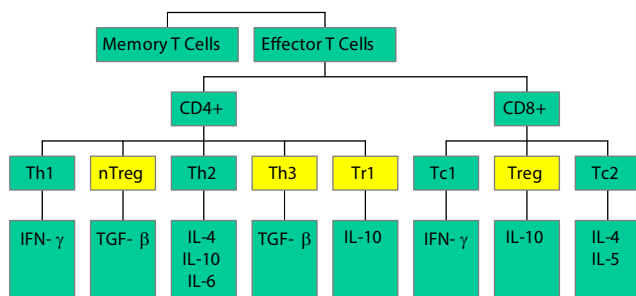 Memory T Cells
Effector T Cells
CD4+
CD8+
Th1
nTreg
Th2
Th3
Tr1
Tc1
Treg
Tc2
IFN- γ
TGF- β
IL-4
IL-10
IL-6
TGF- β
IL-10
IFN- γ
IL-10
IL-4
IL-5